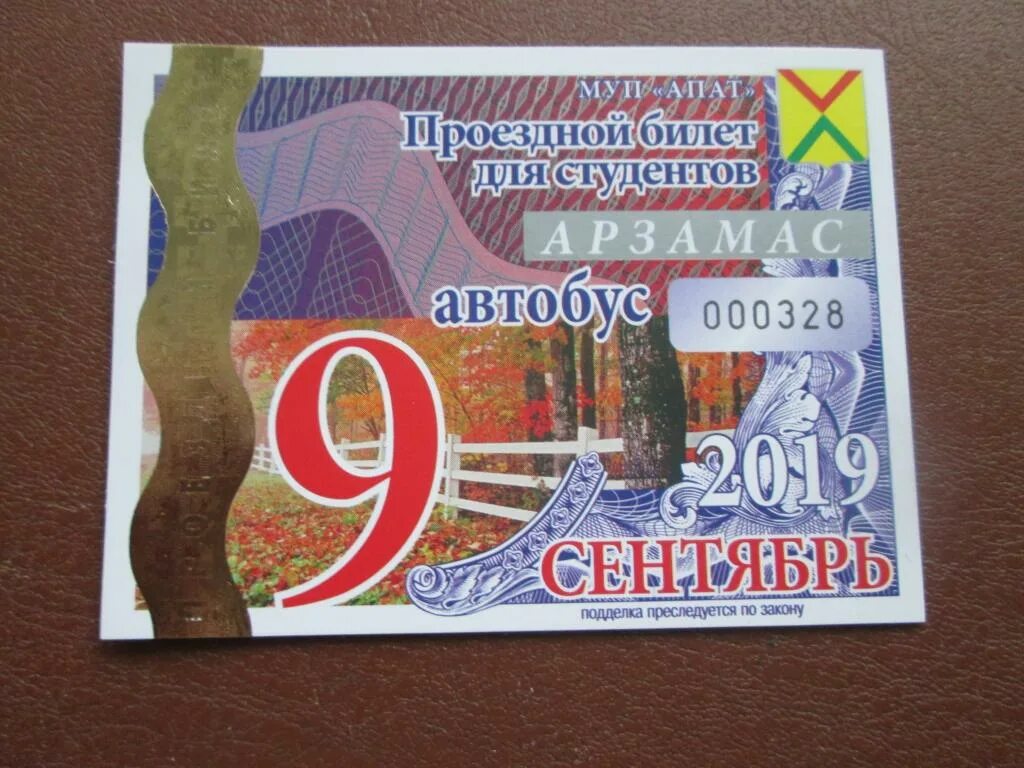 МУП «АПАТ»
Проездной билет
для студентов
АРЗАМАС
автобус
000328
9
2019
СЕНТЯБРЬ
подделка преследуется по закону